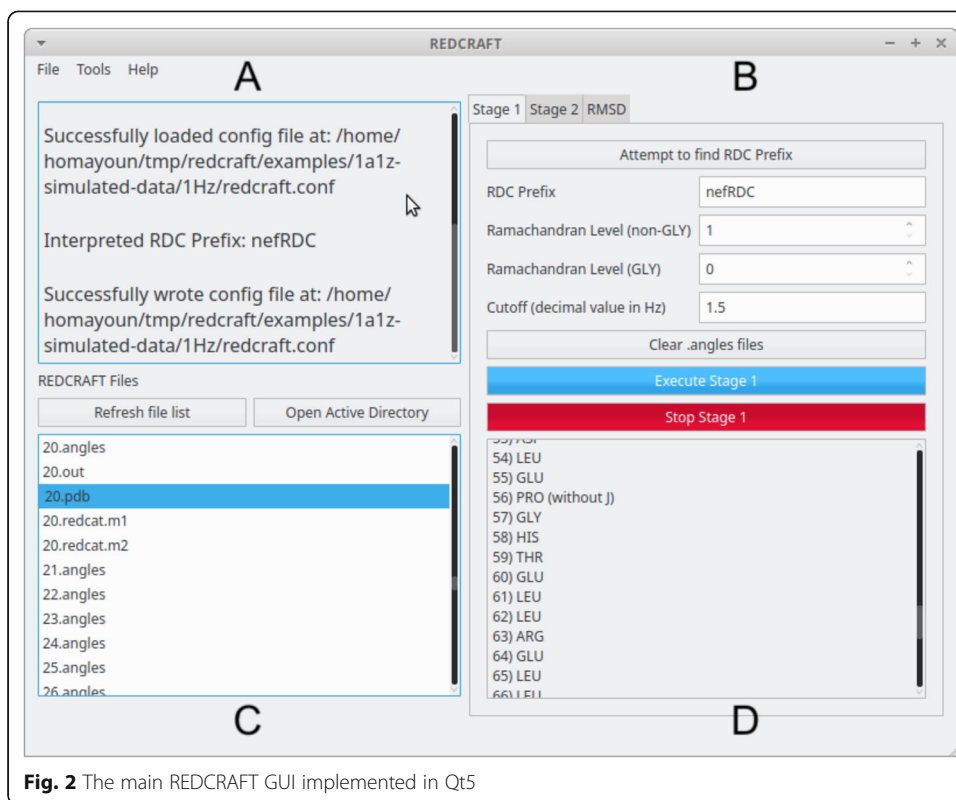 REDCRAFT
File Tools Help
A
B
Successfully loaded config file at: /home/
homayoun/tmp/redcraft/examples/1a1z-
simulated-data/1Hz/redcraft.conf
Interpreted RDC Prefix: nefRDC
Successfully wrote config file at: /home/
homayoun/tmp/redcraft/examples/1a1z-
simulated-data/1Hz/redcraft.conf
REDCRAFT Files
Refresh file list Open Active Directory
20.angles
20.out
20.pdb
20.redcat.m1
20.redcat.m2
21.angles
22.angles
23.angles
24.angles
25.angles
26.angles
C
Stage 1 Stage 2 RMSD
Attempt to find RDC Prefix
RDC Prefix nefRDC
Ramachandran Level (non-GLY) 1
Ramachandran Level (GLY) 0
Cutoff (decimal value in Hz) 1.5
Clear .angles files
Execute Stage 1
Stop Stage 1
53) ASP
54) LEU
55) GLU
56) PRO (without J)
57) GLY
58) HIS
59) THR
60) GLU
61) LEU
62) LEU
63) ARG
64) GLU
65) LEU
66) LEU
D
Fig. 2 The main REDCRAFT GUI implemented in Qt5